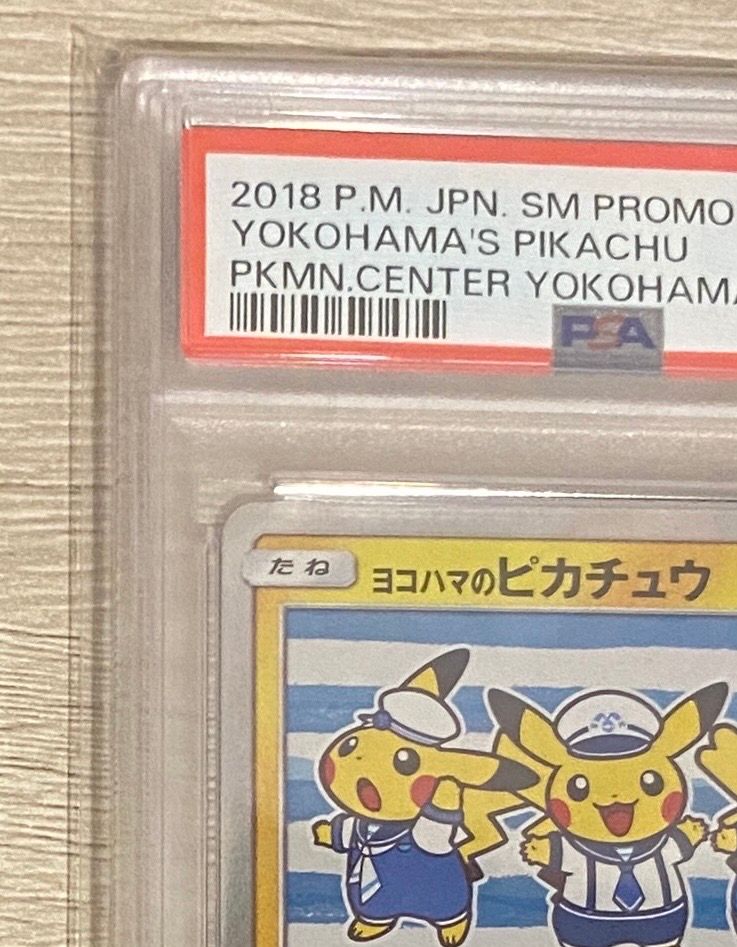 2018 P.M. JPN. SM PROMO
YOKOHAMA'S PIKACHU
PKMN.CENTER YOKOHAMA
PSA
たね ヨコハマのピカチュウ